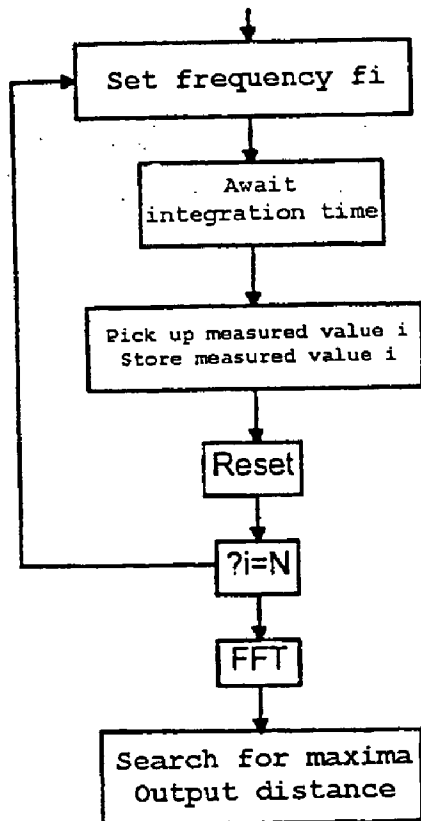 Set frequency fi
Await
integration time
Pick up measured value i
Store measured value i
Reset
?i=N
FFT
Search for maxima
Output distance